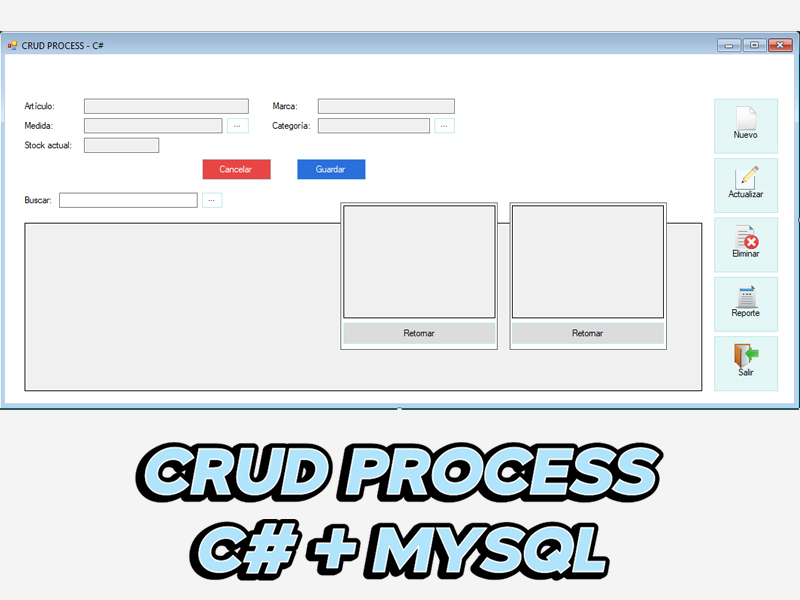 CRUD PROCESS - C#
Artículo:
Marca:
Medida:
...
Categoría:
...
Stock actual:
Cancelar
Guardar
Buscar:
...
Retornar
Retornar
Nuevo
Actualizar
Eliminar
Reporte
Salir
CRUD PROCESS
C# + MYSQL